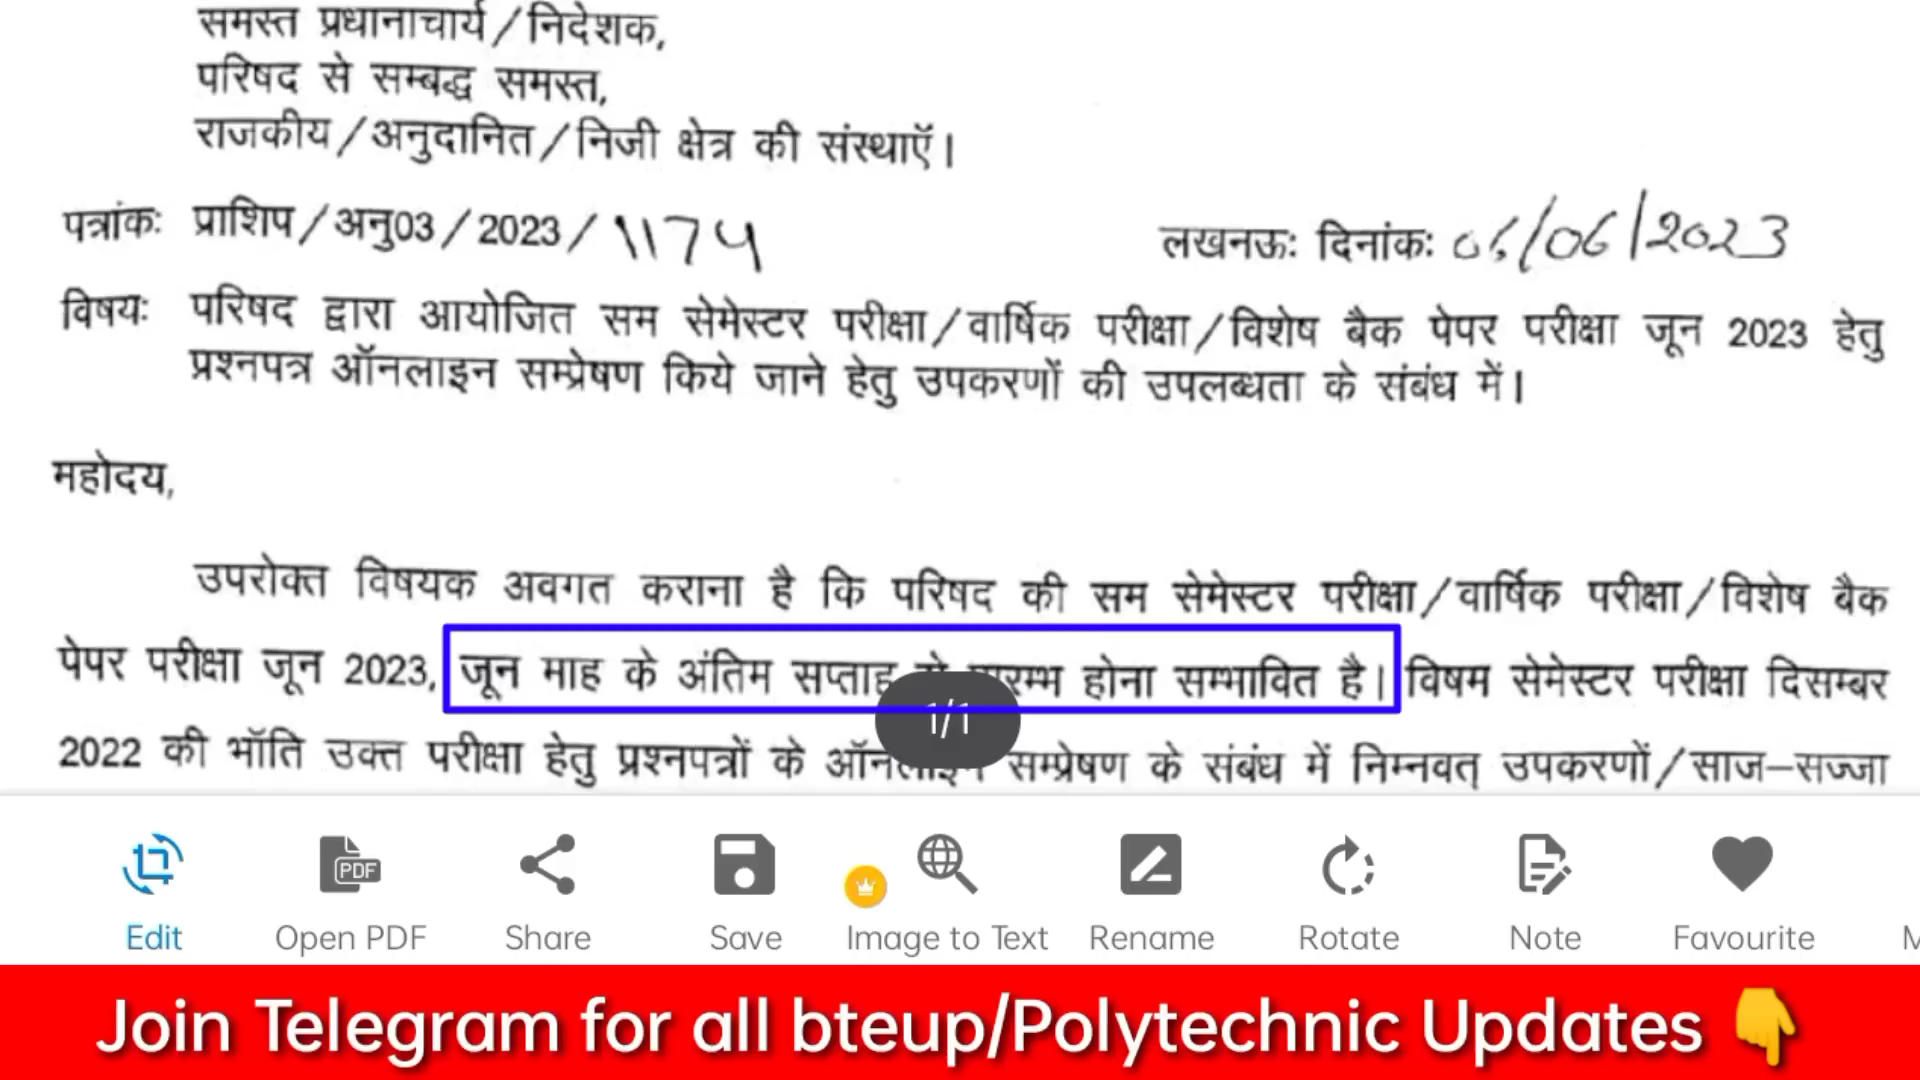 समस्त प्रधानाचार्य/निदेशक,
परिषद से सम्बद्ध समस्त,
राजकीय/अनुदानित/निजी क्षेत्र की संस्थाऍ।
पत्रांकः प्राशिप/अनु03/2023/1174 लखनऊः दिनांकः 06/06/2023
विषयः परिषद द्वारा आयोजित सम सेमेस्टर परीक्षा/वार्षिक परीक्षा/विशेष बैक पेपर परीक्षा जून 2023 हेतु
प्रश्नपत्र ऑनलाइन सम्प्रेषण किये जाने हेतु उपकरणों की उपलब्धता के संबंध में।
महोदय,
उपरोक्त विषयक अवगत कराना है कि परिषद की सम सेमेस्टर परीक्षा/वार्षिक परीक्षा/विशेष बैक
पेपर परीक्षा जून 2023, जून माह के अंतिम सप्ताह होना सम्भावित है। विषम सेमेस्टर परीक्षा दिसम्बर
1/1
2022 की भॉति उक्त परीक्षा हेतु प्रश्नपत्रों के ऑनलाइन सम्प्रेषण के संबंध में निम्नवत् उपकरणों/साज–सज्जा
PDF
Edit Open PDF Share Save Image to Text Rename Rotate Note Favourite
Join Telegram for all bteup/Polytechnic Updates 👇